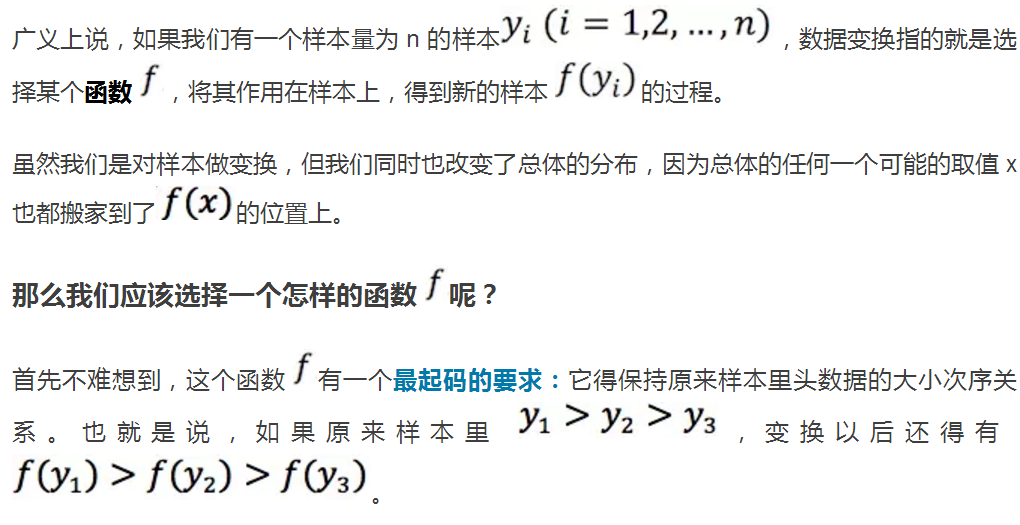 广义上说，如果我们有一个样本量为 n 的样本 y_i (i = 1,2, …, n) ，数据变换指的就是选
择某个函数 f ，将其作用在样本上，得到新的样本 f(y_i) 的过程。
虽然我们是对样本做变换，但我们同时也改变了总体的分布，因为总体的任何一个可能的取值 x
也都搬家到了 f(x) 的位置上。
那么我们应该选择一个怎样的函数 f 呢？
首先不难想到，这个函数 f 有一个最起码的要求：它得保持原来样本里头数据的大小次序关
系。也就是说，如果原来样本里 y₁ > y₂ > y₃ ，变换以后还得有
f(y₁) > f(y₂) > f(y₃) 。